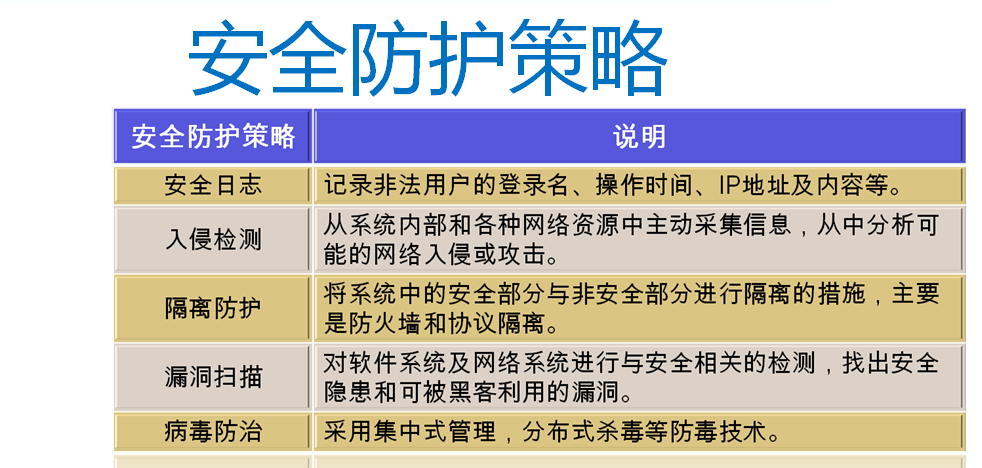 安全防护策略
安全防护策略 说明
安全日志 记录非法用户的登录名、操作时间、IP地址及内容等。
入侵检测 从系统内部和各种网络资源中主动采集信息，从中分析可
能的网络入侵或攻击。
隔离防护 将系统中的安全部分与非安全部分进行隔离的措施，主要
是防火墙和协议隔离。
漏洞扫描 对软件系统及网络系统进行与安全相关的检测，找出安全
隐患和可被黑客利用的漏洞。
病毒防治 采用集中式管理，分布式杀毒等防毒技术。